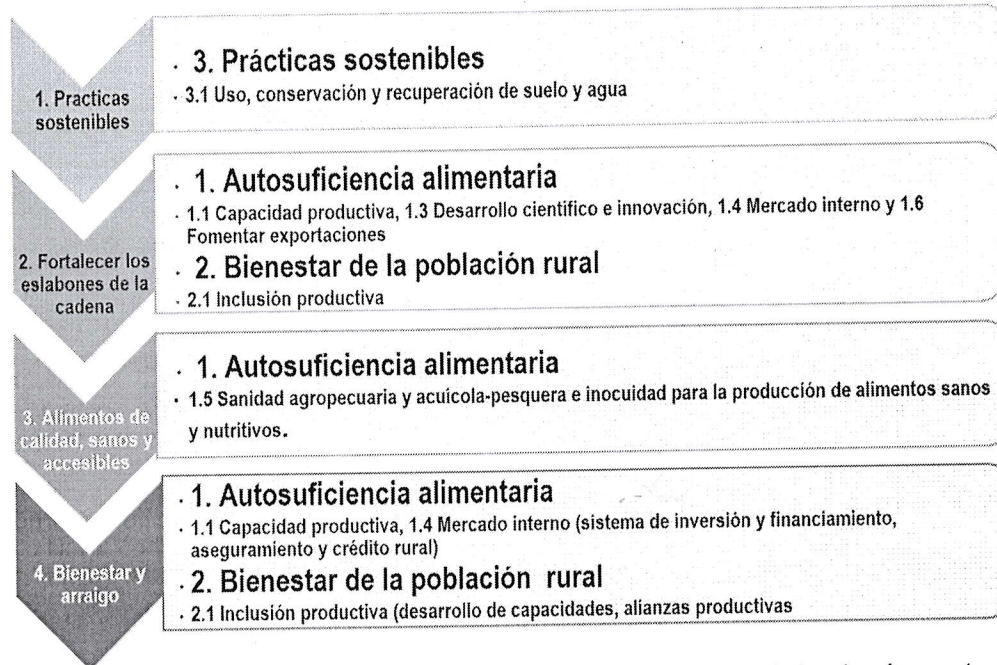 1. Practicas
sostenibles
· 3. Prácticas sostenibles
· 3.1 Uso, conservación y recuperación de suelo y agua
2. Fortalecer los
eslabones de la
cadena
· 1. Autosuficiencia alimentaria
· 1.1 Capacidad productiva, 1.3 Desarrollo científico e innovación, 1.4 Mercado interno y 1.6
Fomentar exportaciones
· 2. Bienestar de la población rural
· 2.1 Inclusión productiva
3. Alimentos de
calidad, sanos y
accesibles
· 1. Autosuficiencia alimentaria
· 1.5 Sanidad agropecuaria y acuícola-pesquera e inocuidad para la producción de alimentos sanos
y nutritivos.
4. Bienestar y
arraigo
· 1. Autosuficiencia alimentaria
· 1.1 Capacidad productiva, 1.4 Mercado interno (sistema de inversión y financiamiento,
aseguramiento y crédito rural)
· 2. Bienestar de la población rural
· 2.1 Inclusión productiva (desarrollo de capacidades, alianzas productivas